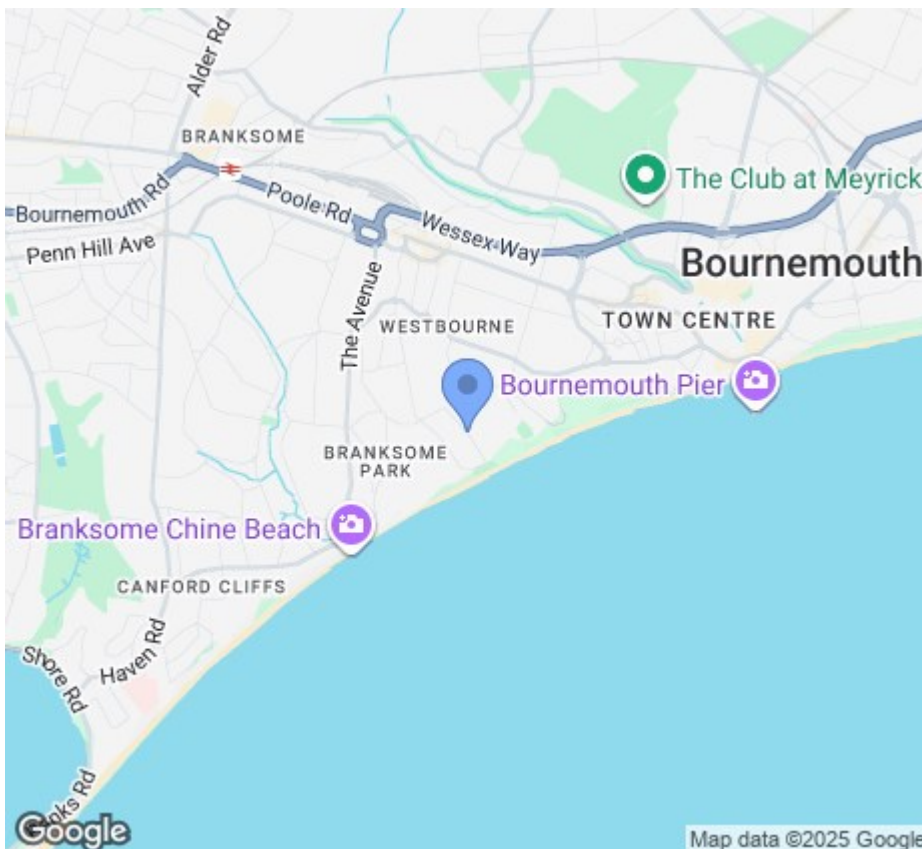 Alder Rd
BRANKSOME
The Club at Meyrick
Bournemouth Rd
Poole Rd
Wessex Way
Penn Hill Ave
Bournemouth
The Avenue
WESTBOURNE
TOWN CENTRE
Bournemouth Pier
BRANKSOME
PARK
Branksome Chine Beach
CANFORD CLIFFS
Haven Rd
Shore Rd
Rd
Google
Map data ©2025 Google